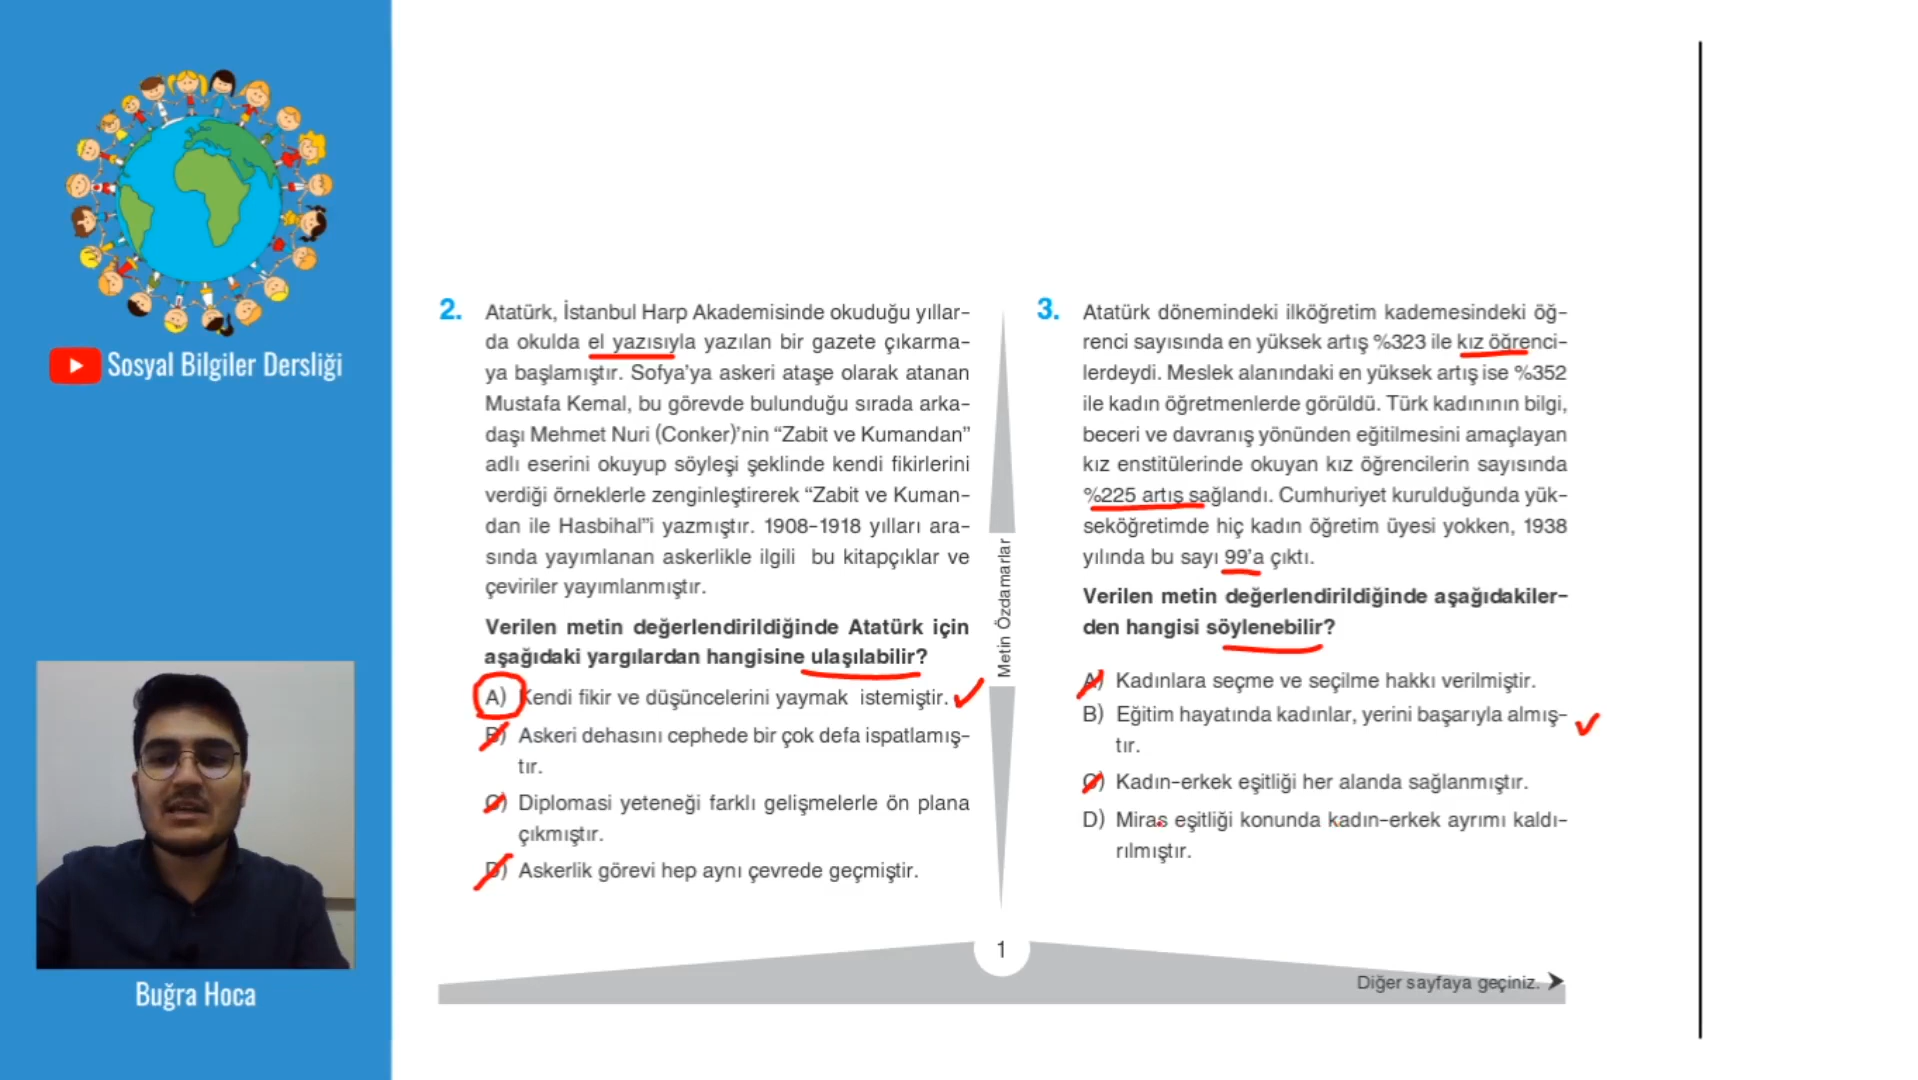 Sosyal Bilgiler Dersliği
Buğra Hoca
2. Atatürk, İstanbul Harp Akademisinde okuduğu yıllar-
da okulda el yazısıyla yazılan bir gazete çıkarma-
ya başlamıştır. Sofya'ya askeri ataşe olarak atanan
Mustafa Kemal, bu görevde bulunduğu sırada arka-
daşı Mehmet Nuri (Conker)'nin “Zabit ve Kumandan”
adlı eserini okuyup söyleşi şeklinde kendi fikirlerini
verdiği örneklerle zenginleştirerek “Zabit ve Kuman-
dan ile Hasbihal”i yazmıştır. 1908-1918 yılları ara-
sında yayımlanan askerlikle ilgili bu kitapçıklar ve
çeviriler yayımlanmıştır.
Verilen metin değerlendirildiğinde Atatürk için
aşağıdaki yargılardan hangisine ulaşılabilir?
A) Kendi fikir ve düşüncelerini yaymak istemiştir.
B) Askeri dehasını cephede bir çok defa ispatlamış-
tır.
C) Diplomasi yeteneği farklı gelişmelerle ön plana
çıkmıştır.
D) Askerlik görevi hep aynı çevrede geçmiştir.
Metin Özdamarlar
3. Atatürk dönemindeki ilköğretim kademesindeki öğ-
renci sayısında en yüksek artış %323 ile kız öğrenci-
lerdeydi. Meslek alanındaki en yüksek artış ise %352
ile kadın öğretmenlerde görüldü. Türk kadınının bilgi,
beceri ve davranış yönünden eğitilmesini amaçlayan
kız enstitülerinde okuyan kız öğrencilerin sayısında
%225 artış sağlandı. Cumhuriyet kurulduğunda yük-
seköğretimde hiç kadın öğretim üyesi yokken, 1938
yılında bu sayı 99'a çıktı.
Verilen metin değerlendirildiğinde aşağıdakiler-
den hangisi söylenebilir?
A) Kadınlara seçme ve seçilme hakkı verilmiştir.
B) Eğitim hayatında kadınlar, yerini başarıyla almış-
tır.
C) Kadın-erkek eşitliği her alanda sağlanmıştır.
D) Miras eşitliği konunda kadın-erkek ayrımı kaldı-
rılmıştır.
1
Diğer sayfaya geçiniz.